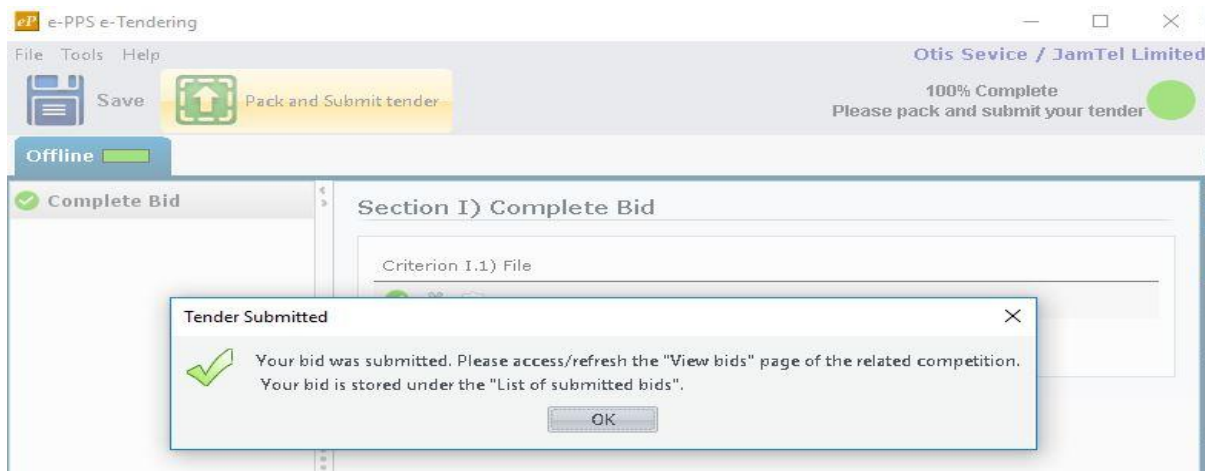 eP e-PPS e-Tendering
File Tools Help
Otis Sevice / JamTel Limited
Save
Pack and Submit tender
100% Complete
Please pack and submit your tender
Offline
Complete Bid
Section I) Complete Bid
Criterion I.1) File
Tender Submitted
Your bid was submitted. Please access/refresh the "View bids" page of the related competition.
Your bid is stored under the "List of submitted bids".
OK